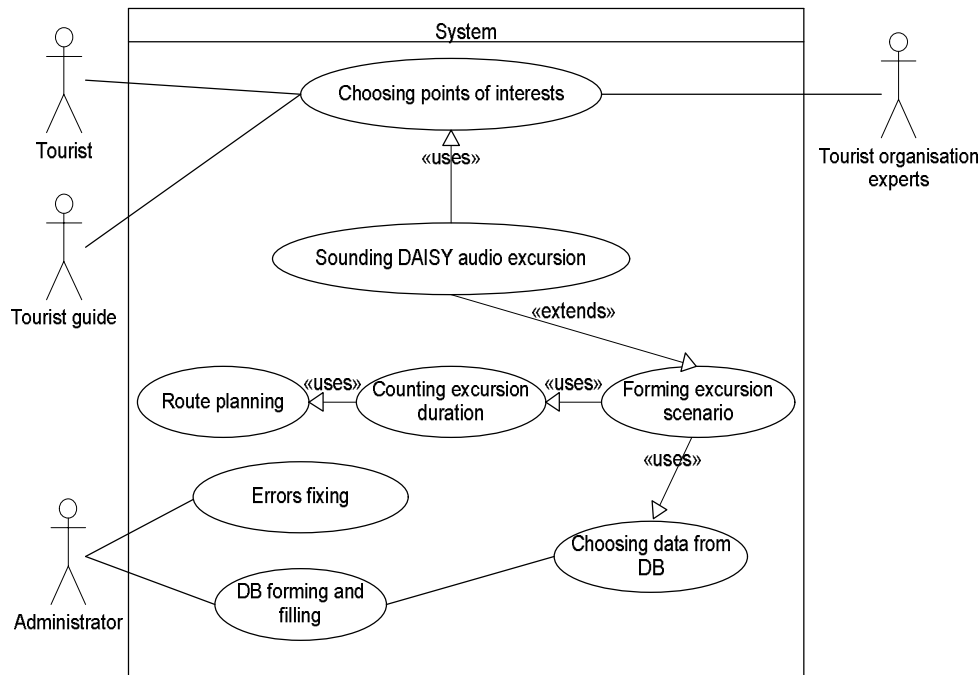 System
Choosing points of interests
Tourist
«uses»
Tourist organisation
experts
Sounding DAISY audio excursion
Tourist guide
«extends»
Route planning
«uses»
Counting excursion
duration
«uses»
Forming excursion
scenario
«uses»
Errors fixing
Choosing data from
DB
DB forming and
filling
Administrator